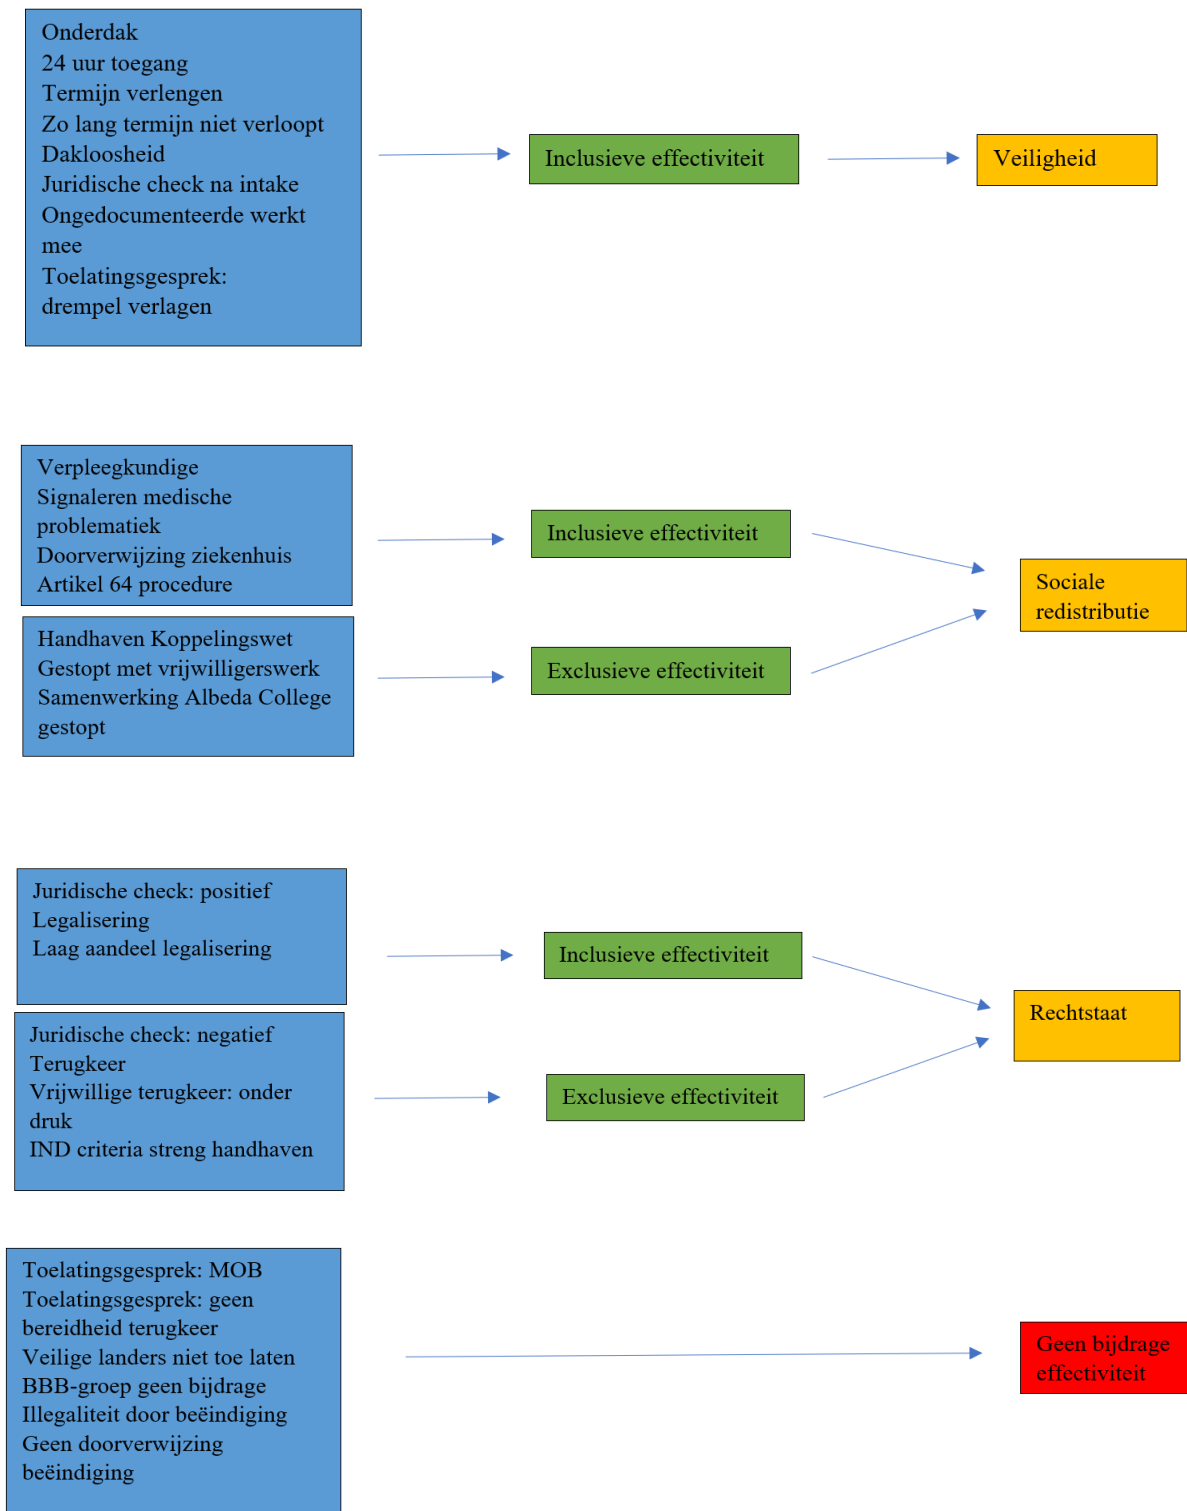 Onderdak
24 uur toegang
Termijn verlengen
Zo lang termijn niet verloopt
Dakloosheid
Juridische check na intake
Ongedocumenteerde werkt
mee
Toelatingsgesprek:
drempel verlagen
Inclusieve effectiviteit
Veiligheid
Verpleegkundige
Signaleren medische
problematiek
Doorverwijzing ziekenhuis
Artikel 64 procedure
Inclusieve effectiviteit
Sociale
redistributie
Handhaven Koppelingswet
Gestopt met vrijwilligerswerk
Samenwerking Albeda College
gestopt
Exclusieve effectiviteit
Juridische check: positief
Legalisering
Laag aandeel legalisering
Inclusieve effectiviteit
Rechtstaat
Juridische check: negatief
Terugkeer
Vrijwillige terugkeer: onder
druk
IND criteria streng handhaven
Exclusieve effectiviteit
Toelatingsgesprek: MOB
Toelatingsgesprek: geen
bereidheid terugkeer
Veilige landers niet toe laten
BBB-groep geen bijdrage
Illegaliteit door beëindiging
Geen doorverwijzing
beëindiging
Geen bijdrage
effectiviteit